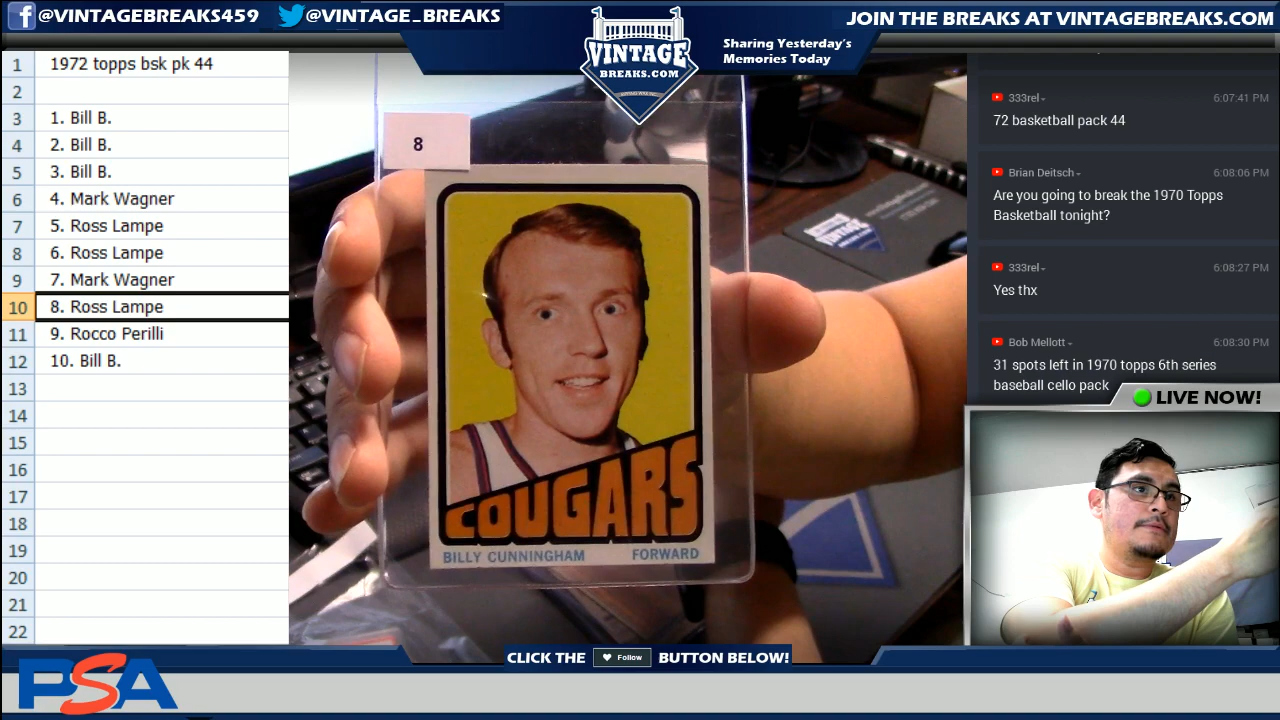 @VINTAGEBREAKS459 @VINTAGE_BREAKS
VINTAGE
BREAKS.COM
Sharing Yesterday's
Memories Today
JOIN THE BREAKS AT VINTAGEBREAKS.COM
1 1972 topps bsk pk 44
2
3 1. Bill B.
4 2. Bill B.
5 3. Bill B.
6 4. Mark Wagner
7 5. Ross Lampe
8 6. Ross Lampe
9 7. Mark Wagner
10 8. Ross Lampe
11 9. Rocco Perilli
12 10. Bill B.
13
14
15
16
17
18
19
20
21
22
8
COUGARS
BILLY CUNNINGHAM FORWARD
333rel 6:07:41 PM
72 basketball pack 44
Brian Deitsch 6:08:06 PM
Are you going to break the 1970 Topps
Basketball tonight?
333rel 6:08:27 PM
Yes thx
Bob Mellott 6:08:30 PM
31 spots left in 1970 topps 6th series
baseball cello pack
LIVE NOW!
CLICK THE Follow BUTTON BELOW!
PSA